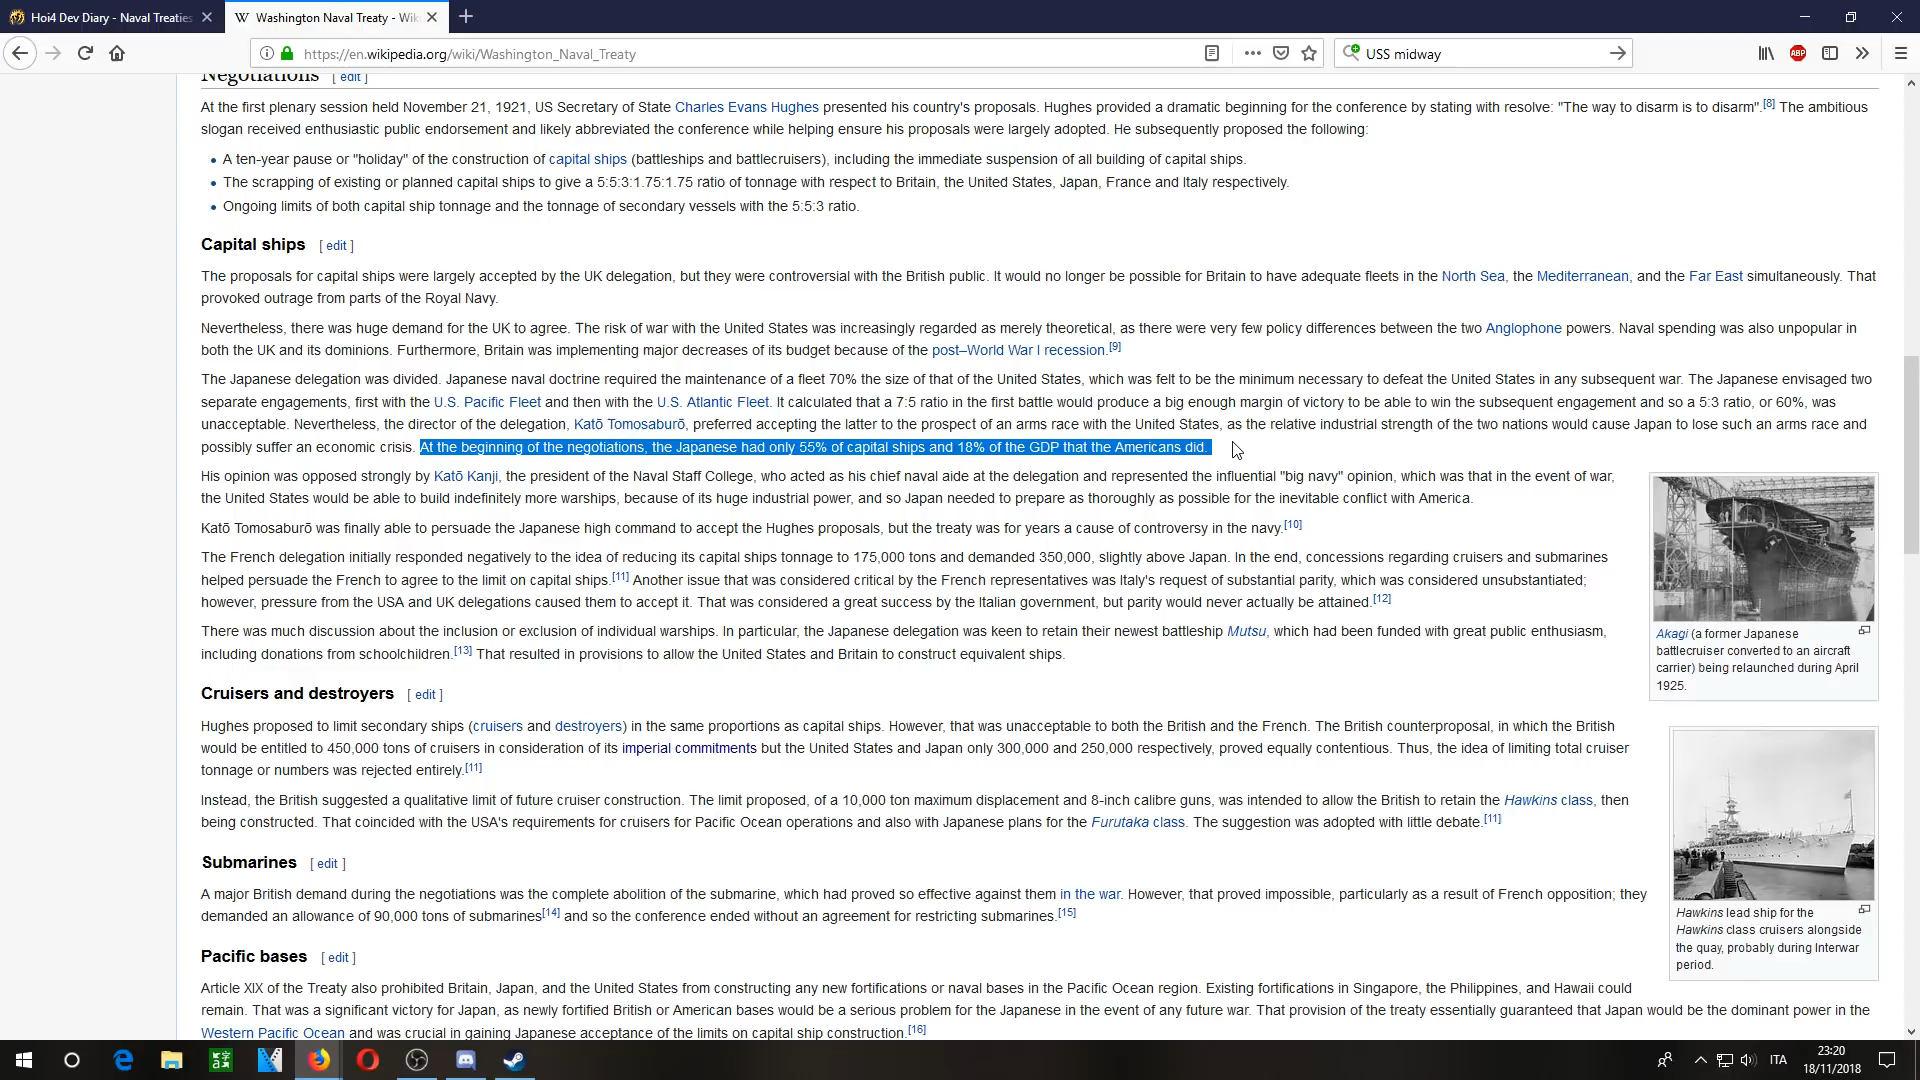 Hoi4 Dev Diary - Naval Treaties
Washington Naval Treaty - Wiki
https://en.wikipedia.org/wiki/Washington_Naval_Treaty
USS midway
Negotiations [ edit ]
At the first plenary session held November 21, 1921, US Secretary of State Charles Evans Hughes presented his country's proposals. Hughes provided a dramatic beginning for the conference by stating with resolve: "The way to disarm is to disarm".[8] The ambitious
slogan received enthusiastic public endorsement and likely abbreviated the conference while helping ensure his proposals were largely adopted. He subsequently proposed the following:
• A ten-year pause or "holiday" of the construction of capital ships (battleships and battlecruisers), including the immediate suspension of all building of capital ships.
• The scrapping of existing or planned capital ships to give a 5:5:3:1.75:1.75 ratio of tonnage with respect to Britain, the United States, Japan, France and Italy respectively.
• Ongoing limits of both capital ship tonnage and the tonnage of secondary vessels with the 5:5:3 ratio.
Capital ships [ edit ]
The proposals for capital ships were largely accepted by the UK delegation, but they were controversial with the British public. It would no longer be possible for Britain to have adequate fleets in the North Sea, the Mediterranean, and the Far East simultaneously. That
provoked outrage from parts of the Royal Navy.
Nevertheless, there was huge demand for the UK to agree. The risk of war with the United States was increasingly regarded as merely theoretical, as there were very few policy differences between the two Anglophone powers. Naval spending was also unpopular in
both the UK and its dominions. Furthermore, Britain was implementing major decreases of its budget because of the post–World War I recession.[9]
The Japanese delegation was divided. Japanese naval doctrine required the maintenance of a fleet 70% the size of that of the United States, which was felt to be the minimum necessary to defeat the United States in any subsequent war. The Japanese envisaged two
separate engagements, first with the U.S. Pacific Fleet and then with the U.S. Atlantic Fleet. It calculated that a 7:5 ratio in the first battle would produce a big enough margin of victory to be able to win the subsequent engagement and so a 5:3 ratio, or 60%, was
unacceptable. Nevertheless, the director of the delegation, Katō Tomosaburō, preferred accepting the latter to the prospect of an arms race with the United States, as the relative industrial strength of the two nations would cause Japan to lose such an arms race and
possibly suffer an economic crisis. At the beginning of the negotiations, the Japanese had only 55% of capital ships and 18% of the GDP that the Americans did.
His opinion was opposed strongly by Katō Kanji, the president of the Naval Staff College, who acted as his chief naval aide at the delegation and represented the influential "big navy" opinion, which was that in the event of war,
the United States would be able to build indefinitely more warships, because of its huge industrial power, and so Japan needed to prepare as thoroughly as possible for the inevitable conflict with America.
Katō Tomosaburō was finally able to persuade the Japanese high command to accept the Hughes proposals, but the treaty was for years a cause of controversy in the navy.[10]
The French delegation initially responded negatively to the idea of reducing its capital ships tonnage to 175,000 tons and demanded 350,000, slightly above Japan. In the end, concessions regarding cruisers and submarines
helped persuade the French to agree to the limit on capital ships.[11] Another issue that was considered critical by the French representatives was Italy's request of substantial parity, which was considered unsubstantiated;
however, pressure from the USA and UK delegations caused them to accept it. That was considered a great success by the Italian government, but parity would never actually be attained.[12]
There was much discussion about the inclusion or exclusion of individual warships. In particular, the Japanese delegation was keen to retain their newest battleship Mutsu, which had been funded with great public enthusiasm,
including donations from schoolchildren.[13] That resulted in provisions to allow the United States and Britain to construct equivalent ships.
Akagi (a former Japanese
battlecruiser converted to an aircraft
carrier) being relaunched during April
1925.
Cruisers and destroyers [ edit ]
Hughes proposed to limit secondary ships (cruisers and destroyers) in the same proportions as capital ships. However, that was unacceptable to both the British and the French. The British counterproposal, in which the British
would be entitled to 450,000 tons of cruisers in consideration of its imperial commitments but the United States and Japan only 300,000 and 250,000 respectively, proved equally contentious. Thus, the idea of limiting total cruiser
tonnage or numbers was rejected entirely.[11]
Instead, the British suggested a qualitative limit of future cruiser construction. The limit proposed, of a 10,000 ton maximum displacement and 8-inch calibre guns, was intended to allow the British to retain the Hawkins class, then
being constructed. That coincided with the USA's requirements for cruisers for Pacific Ocean operations and also with Japanese plans for the Furutaka class. The suggestion was adopted with little debate.[11]
Submarines [ edit ]
A major British demand during the negotiations was the complete abolition of the submarine, which had proved so effective against them in the war. However, that proved impossible, particularly as a result of French opposition; they
demanded an allowance of 90,000 tons of submarines[14] and so the conference ended without an agreement for restricting submarines.[15]
Hawkins lead ship for the
Hawkins class cruisers alongside
the quay, probably during Interwar
period.
Pacific bases [ edit ]
Article XIX of the Treaty also prohibited Britain, Japan, and the United States from constructing any new fortifications or naval bases in the Pacific Ocean region. Existing fortifications in Singapore, the Philippines, and Hawaii could
remain. That was a significant victory for Japan, as newly fortified British or American bases would be a serious problem for the Japanese in the event of any future war. That provision of the treaty essentially guaranteed that Japan would be the dominant power in the
Western Pacific Ocean and was crucial in gaining Japanese acceptance of the limits on capital ship construction.[16]
ITA
23:20
18/11/2018